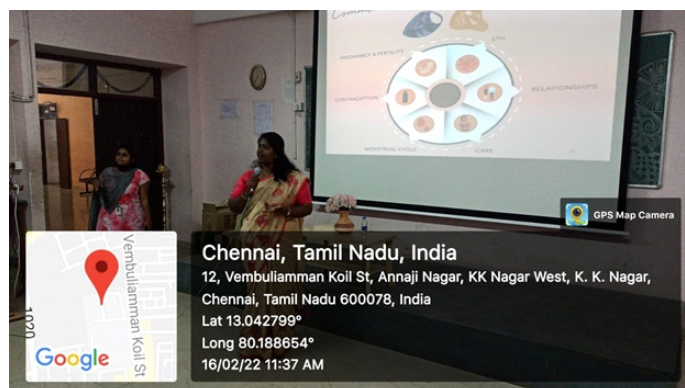 PREGNANCY & FERTILITY
RELATIONSHIPS
CONTRACEPTION
MENSTRUAL CYCLE
CARE
GPS Map Camera
Vembuliamman Koil St
1020
Google
Chennai, Tamil Nadu, India
12, Vembuliamman Koil St, Annaji Nagar, KK Nagar West, K. K. Nagar,
Chennai, Tamil Nadu 600078, India
Lat 13.042799°
Long 80.188654°
16/02/22 11:37 AM